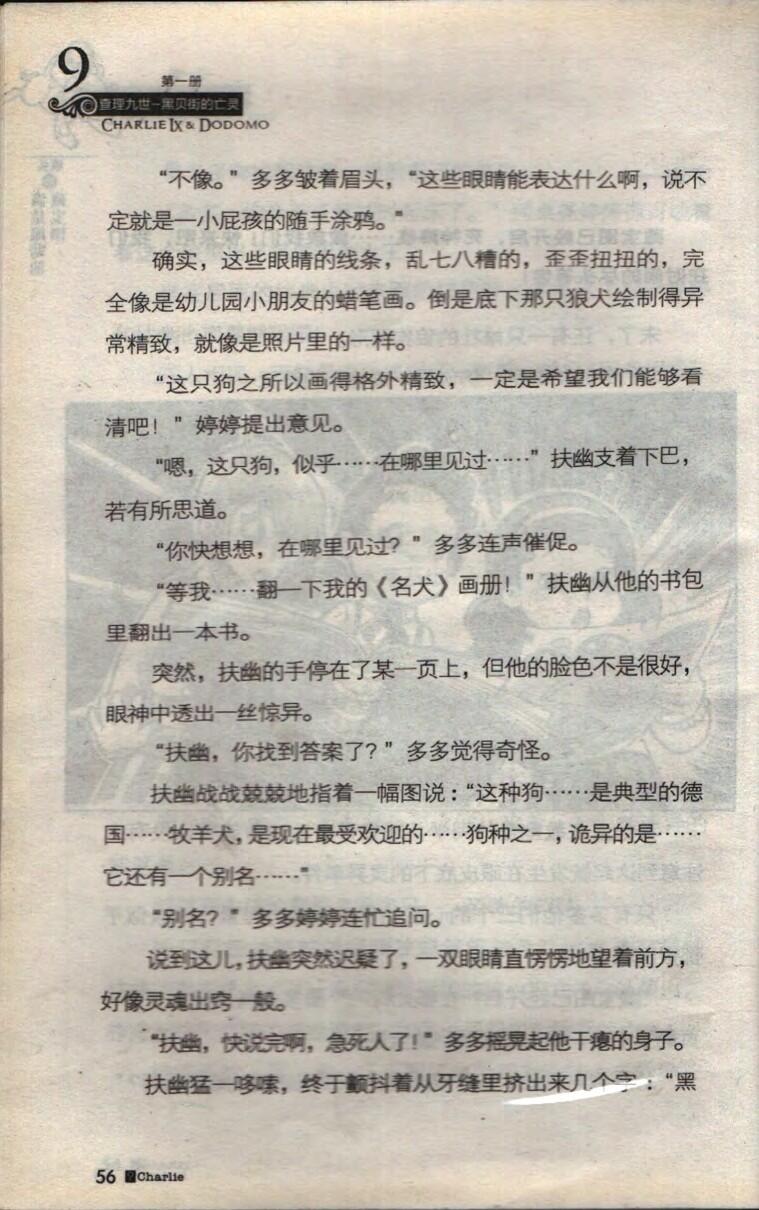 9
第一册
查理九世-黑贝街的亡灵
CHARLIE IX & DODOMO
“不像。”多多皱着眉头，“这些眼睛能表达什么啊，说不
定就是一小屁孩的随手涂鸦。”
确实，这些眼睛的线条，乱七八糟的，歪歪扭扭的，完
全像是幼儿园小朋友的蜡笔画。倒是底下那只狼犬绘制得异
常精致，就像是照片里的一样。
“这只狗之所以画得格外精致，一定是希望我们能够看
清吧！”婷婷提出意见。
“嗯，这只狗，似乎……在哪里见过……”扶幽支着下巴，
若有所思道。
“你快想想，在哪里见过？”多多连声催促。
“等我……翻一下我的《名犬》画册！”扶幽从他的书包
里翻出一本书。
突然，扶幽的手停在了某一页上，但他的脸色不是很好，
眼神中透出一丝惊异。
“扶幽，你找到答案了？”多多觉得奇怪。
扶幽战战兢兢地指着一幅图说：“这种狗……是典型的德
国……牧羊犬，是现在最受欢迎的……狗种之一，诡异的是……
它还有一个别名……”
“别名？”多多婷婷连忙追问。
说到这儿，扶幽突然迟疑了，一双眼睛直愣愣地望着前方，
好像灵魂出窍一般。
“扶幽，快说完啊，急死人了！”多多摇晃起他干瘪的身子。
扶幽猛一哆嗦，终于颤抖着从牙缝里挤出来几个字：“黑
56 9 Charlie